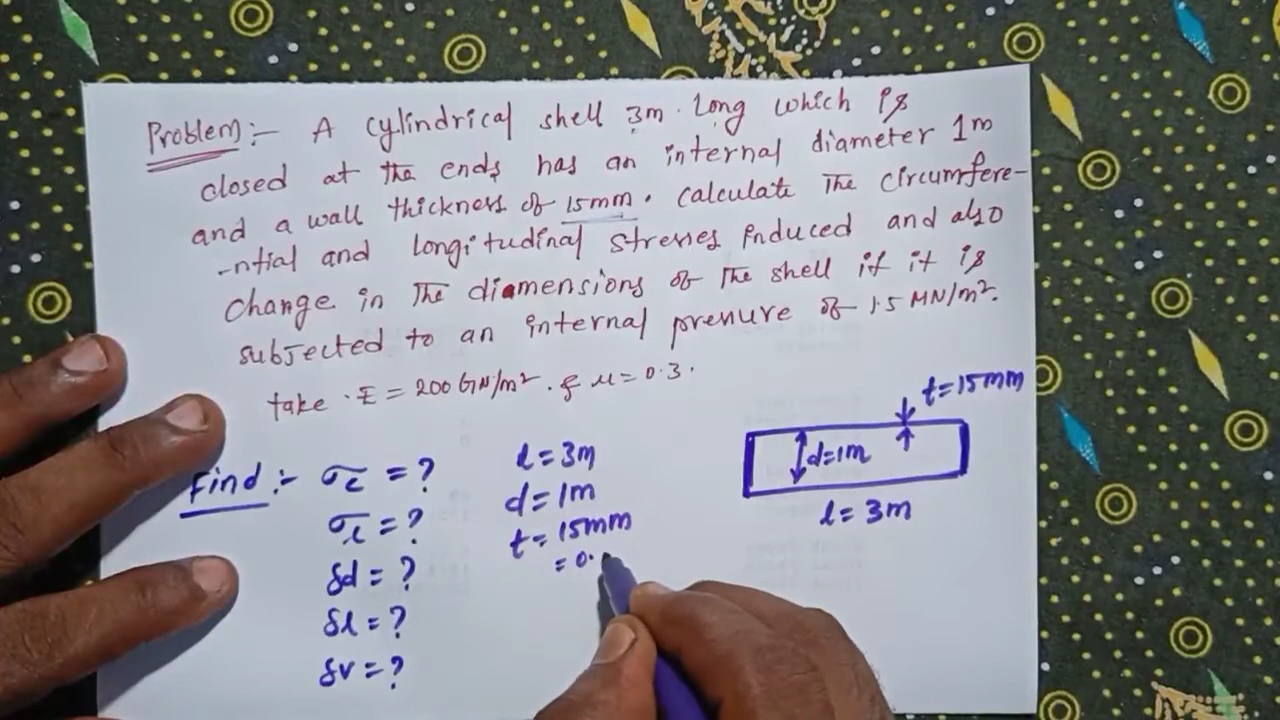 Problem:- A cylindrical shell 3m. Long which is
closed at the ends has an internal diameter 1m
and a wall thickness of 15mm. calculate The circumfere-
-ntial and longitudinal stresses induced and also
change in The diamensions of The shell if it is
subjected to an internal pressure of 1.5 MN/m².
take . E = 200 GN/m². & μ = 0.3.
Find :- σc = ?
σl = ?
δd = ?
δl = ?
δv = ?
l = 3m
d = 1m
t = 15mm
= 0.
t = 15mm
d = 1m
l = 3m